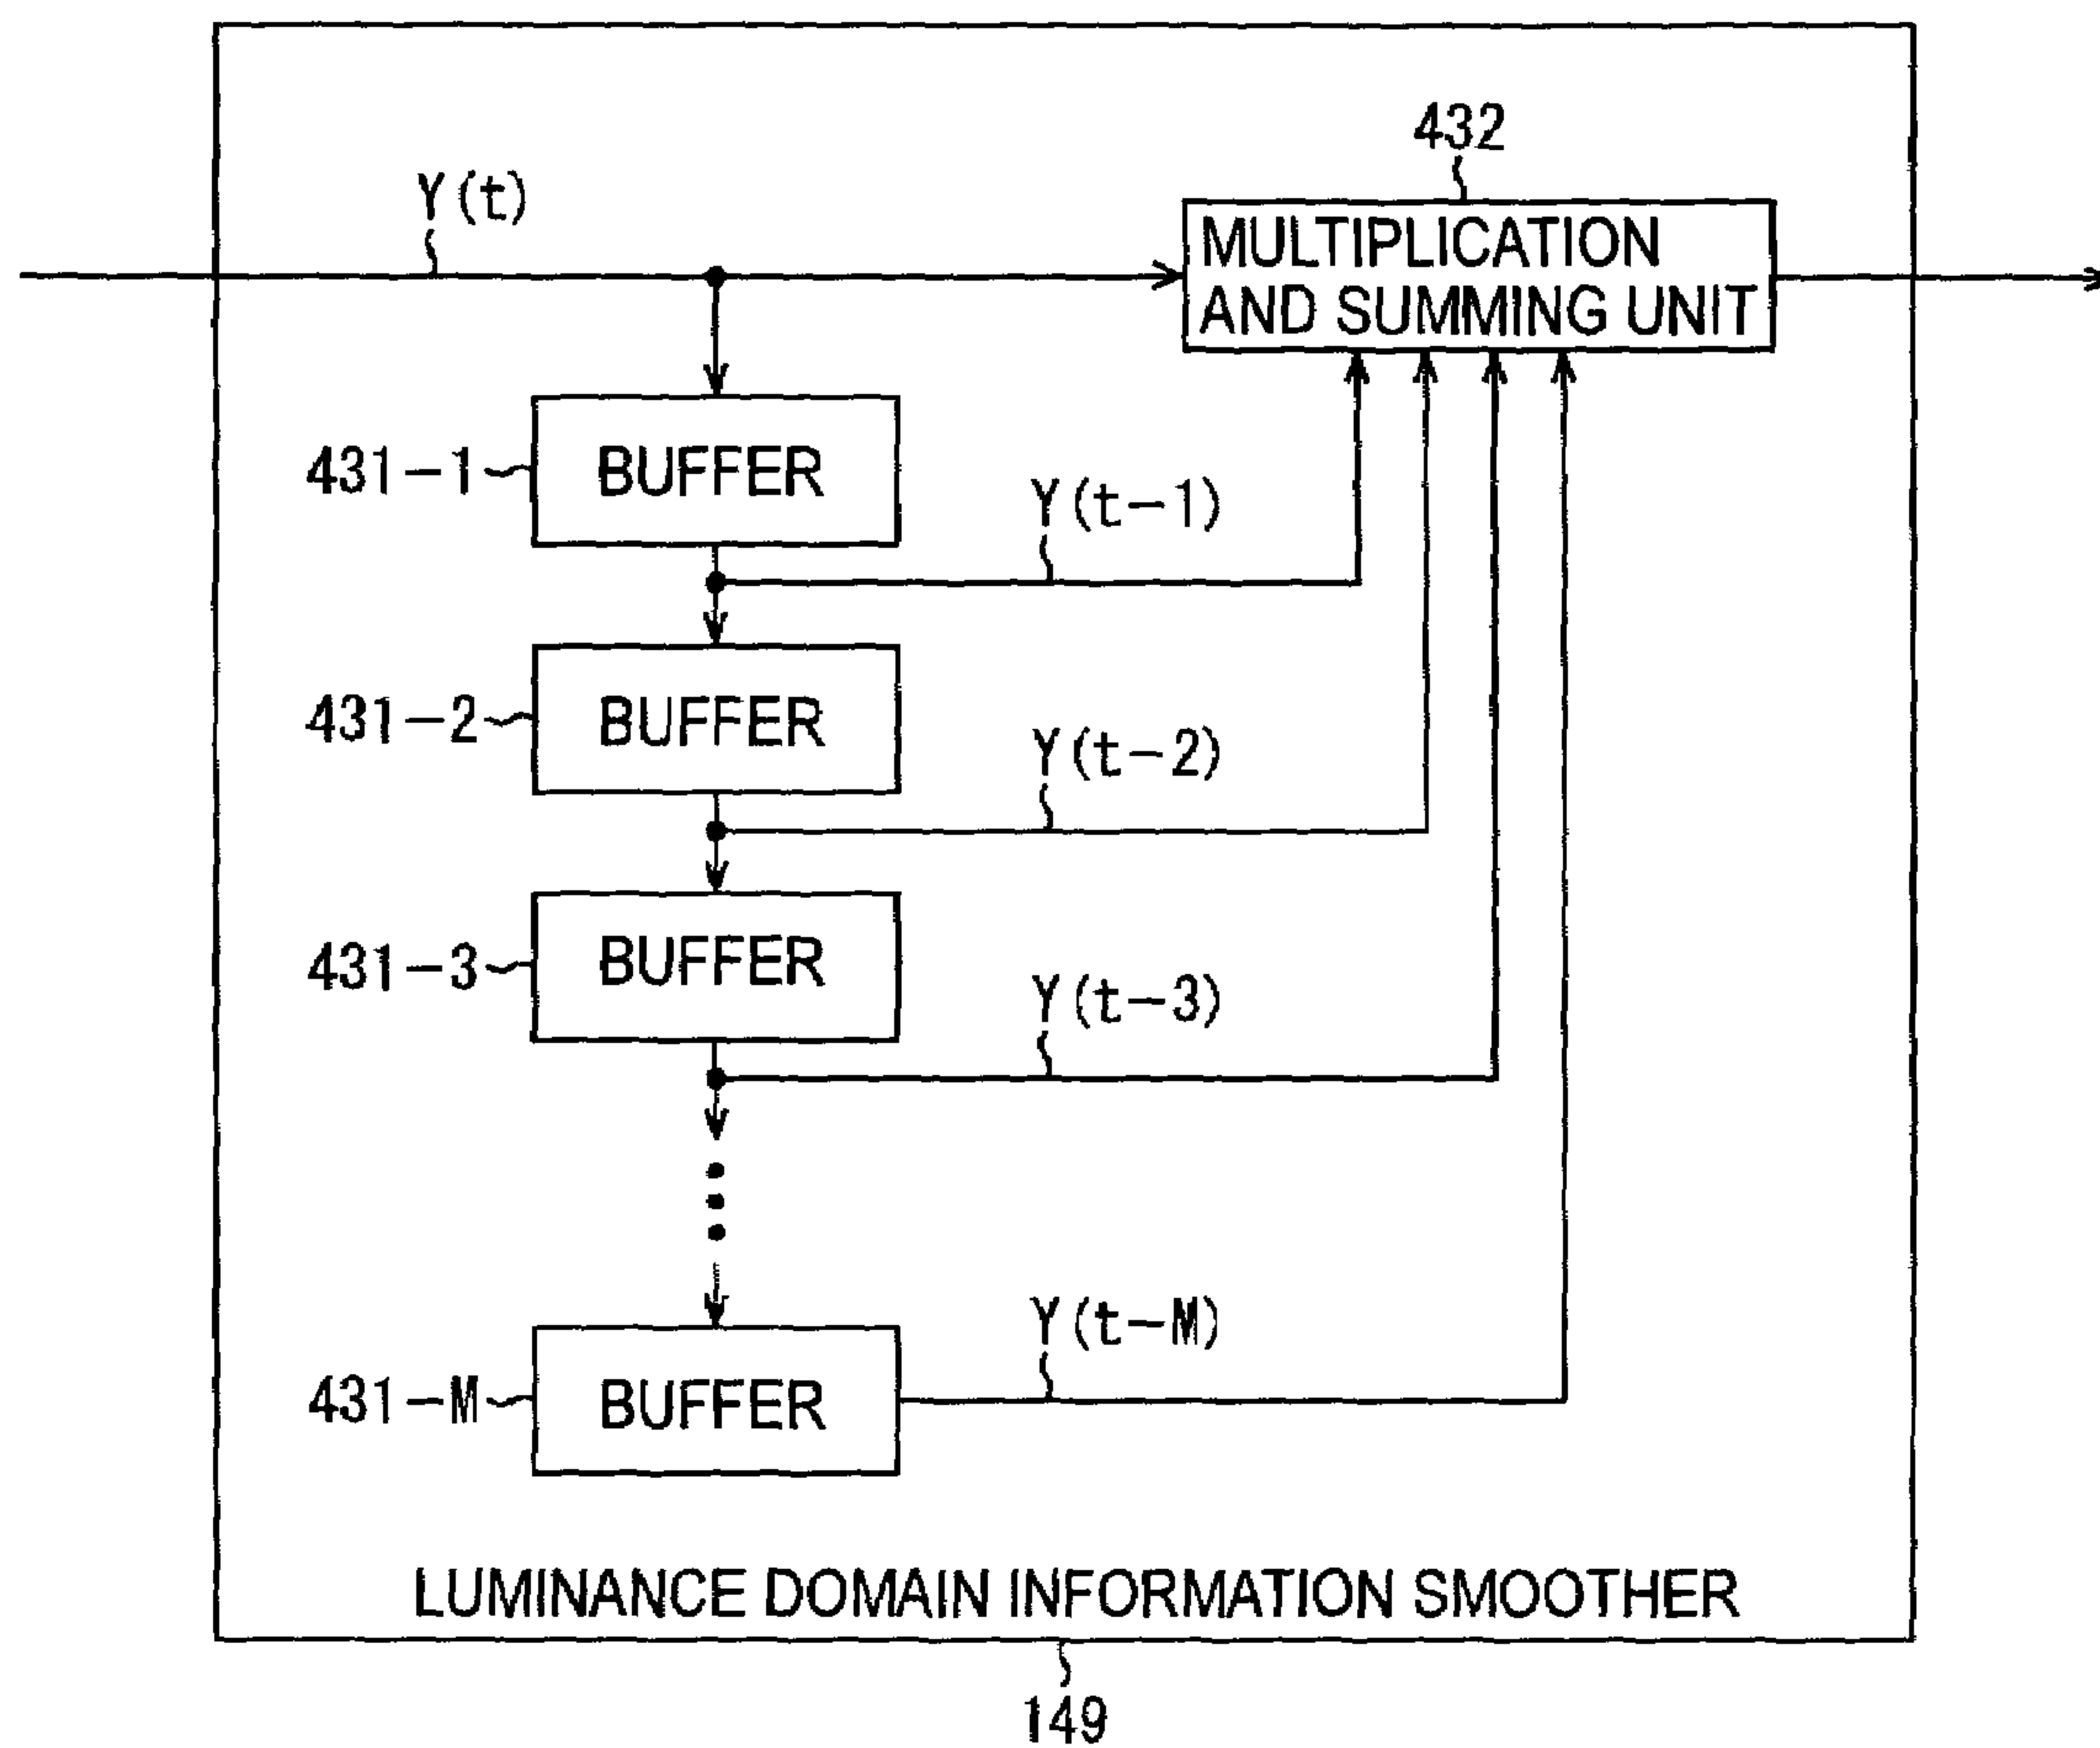 432
Y(t)
MULTIPLICATION
AND SUMMING UNIT
431-1
BUFFER
Y(t-1)
431-2
BUFFER
Y(t-2)
431-3
BUFFER
Y(t-3)
431-M
BUFFER
Y(t-M)
LUMINANCE DOMAIN INFORMATION SMOOTHER
149